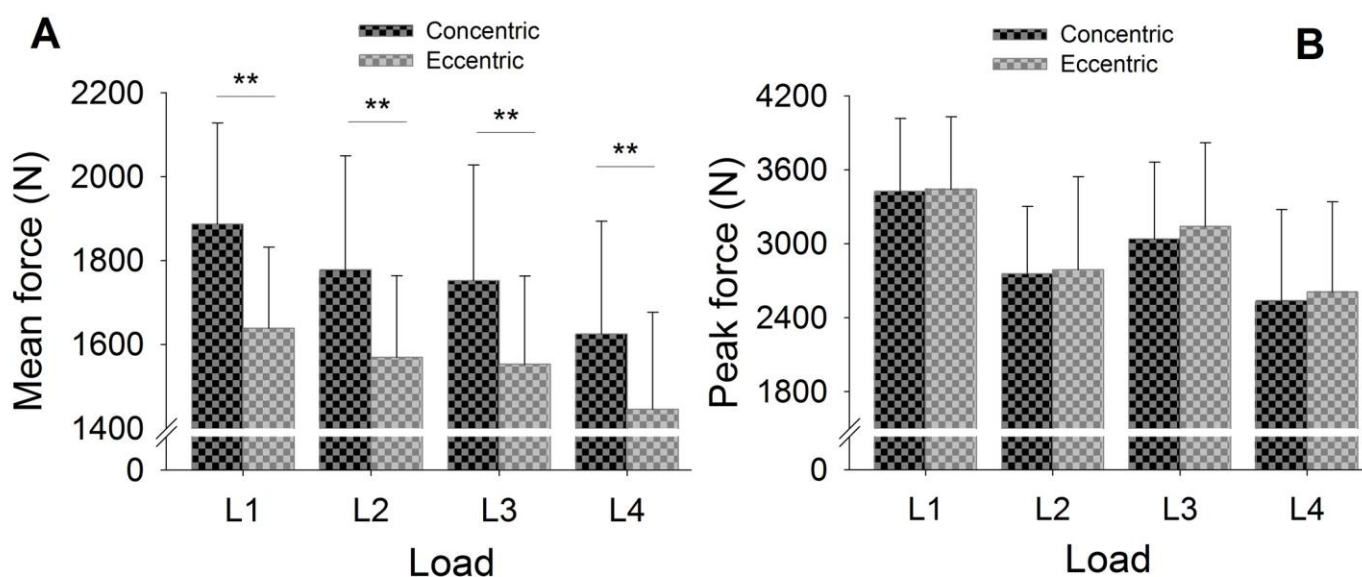 A
Concentric
Eccentric
Mean force (N)
2200
2000
1800
1600
1400
0
**
**
**
**
L1 L2 L3 L4
Load
B
Concentric
Eccentric
Peak force (N)
4200
3600
3000
2400
1800
0
L1 L2 L3 L4
Load